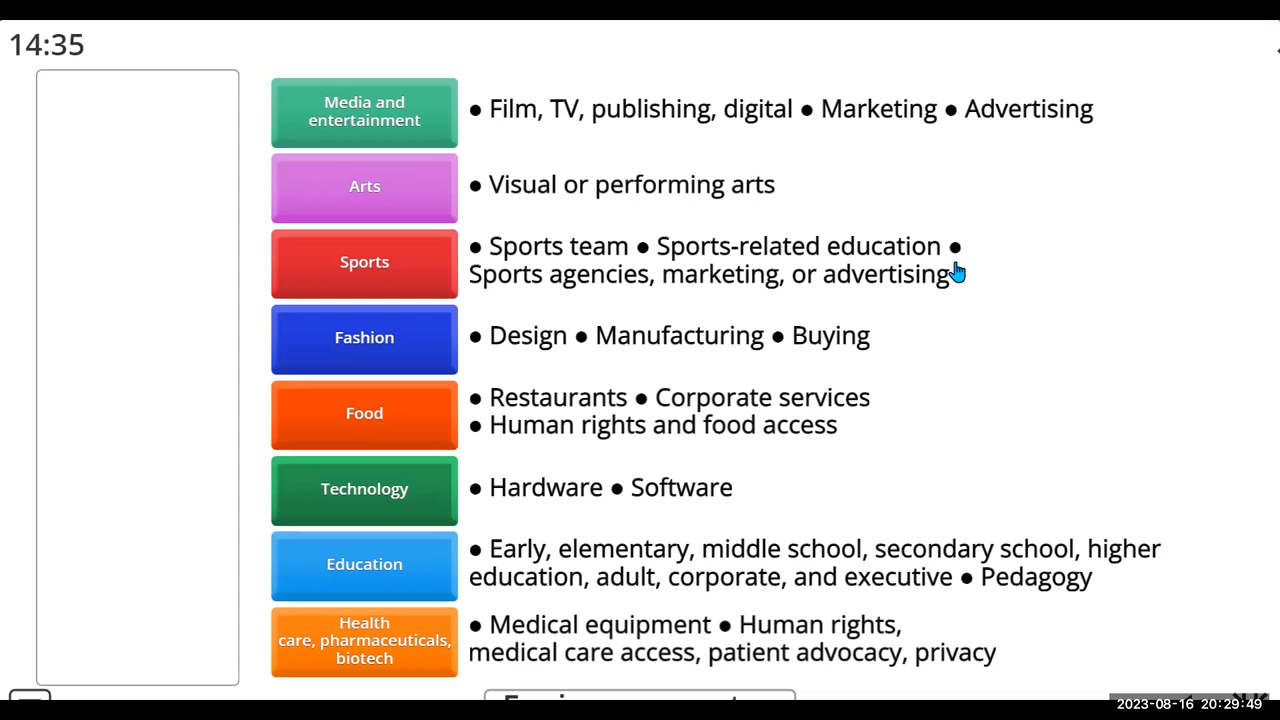 14:35
Media and
entertainment
● Film, TV, publishing, digital ● Marketing ● Advertising
Arts
● Visual or performing arts
Sports
● Sports team ● Sports-related education ●
Sports agencies, marketing, or advertising
Fashion
● Design ● Manufacturing ● Buying
Food
● Restaurants ● Corporate services
● Human rights and food access
Technology
● Hardware ● Software
Education
● Early, elementary, middle school, secondary school, higher
education, adult, corporate, and executive ● Pedagogy
Health
care, pharmaceuticals,
biotech
● Medical equipment ● Human rights,
medical care access, patient advocacy, privacy
2023-08-16 20:29:49